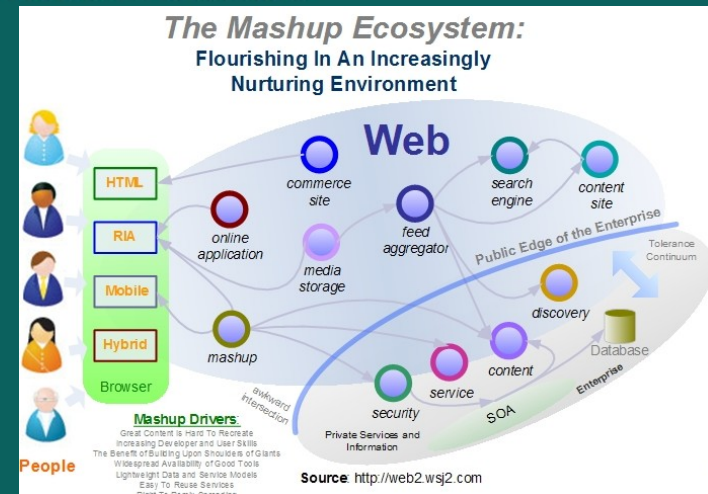 The Mashup Ecosystem:
Flourishing In An Increasingly
Nurturing Environment
Web
HTML
RIA
Mobile
Hybrid
Browser
People
commerce
site
search
engine
content
site
online
application
media
storage
feed
aggregator
Public Edge of the Enterprise
Tolerance
Continuum
discovery
Database
mashup
content
service
security
awkward
intersection
SOA
Enterprise
Private Services and
Information
Mashup Drivers:
Great Content Is Hard To Recreate
Increasing Developer and User Skills
The Benefit of Building Upon Shoulders of Giants
Widespread Availability of Good Tools
Lightweight Data and Service Models
Easy To Reuse Services
Source: http://web2.wsj2.com